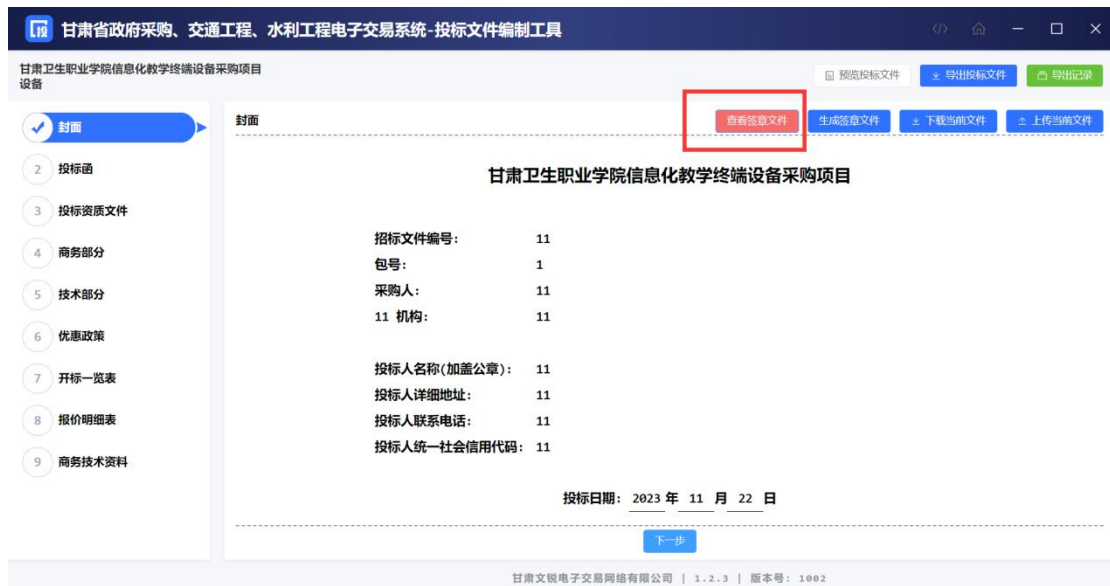 投 甘肃省政府采购、交通工程、水利工程电子交易系统-投标文件编制工具
甘肃卫生职业学院信息化教学终端设备采购项目
设备
预览投标文件 导出投标文件 导出记录
封面
2 投标函
3 投标资质文件
4 商务部分
5 技术部分
6 优惠政策
7 开标一览表
8 报价明细表
9 商务技术资料
封面 查看签章文件 生成签章文件 下载当前文件 上传当前文件
甘肃卫生职业学院信息化教学终端设备采购项目
招标文件编号: 11
包号: 1
采购人: 11
11 机构: 11
投标人名称(加盖公章): 11
投标人详细地址: 11
投标人联系电话: 11
投标人统一社会信用代码: 11
投标日期: 2023 年 11 月 22 日
下一步
甘肃文锐电子交易网络有限公司 | 1.2.3 | 版本号: 1002